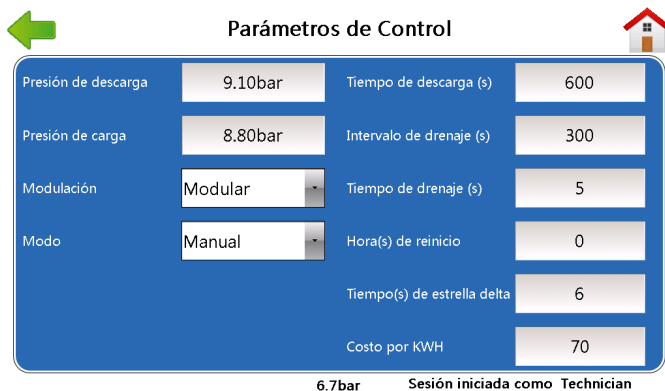 Parámetros de Control
Presión de descarga 9.10bar Tiempo de descarga (s) 600
Presión de carga 8.80bar Intervalo de drenaje (s) 300
Modulación Modular Tiempo de drenaje (s) 5
Modo Manual Hora(s) de reinicio 0
Tiempo(s) de estrella delta 6
Costo por KWH 70
6.7bar Sesión iniciada como Technician